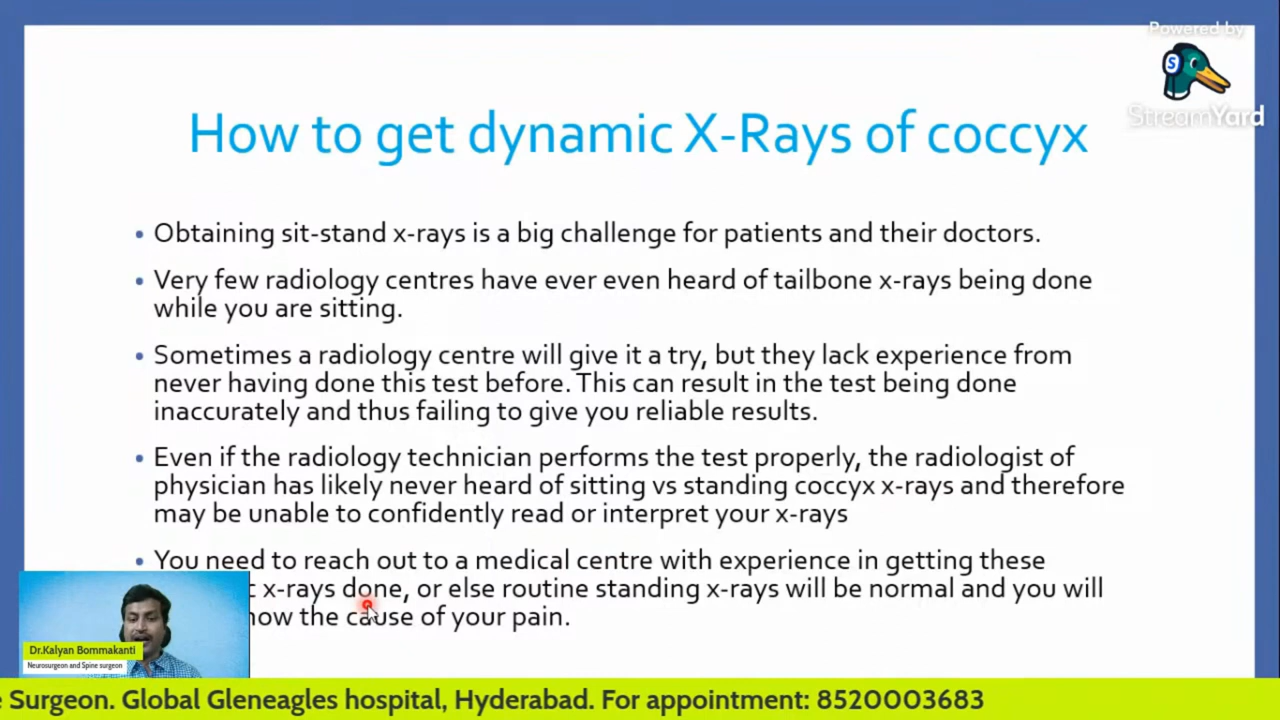 Powered by
StreamYard
How to get dynamic X-Rays of coccyx
• Obtaining sit-stand x-rays is a big challenge for patients and their doctors.
• Very few radiology centres have ever even heard of tailbone x-rays being done
while you are sitting.
• Sometimes a radiology centre will give it a try, but they lack experience from
never having done this test before. This can result in the test being done
inaccurately and thus failing to give you reliable results.
• Even if the radiology technician performs the test properly, the radiologist of
physician has likely never heard of sitting vs standing coccyx x-rays and therefore
may be unable to confidently read or interpret your x-rays
• You need to reach out to a medical centre with experience in getting these
x-rays done, or else routine standing x-rays will be normal and you will
the cause of your pain.
Dr.Kalyan Bommakanti
Neurosurgeon and Spine surgeon
Surgeon. Global Gleneagles hospital, Hyderabad. For appointment: 8520003683